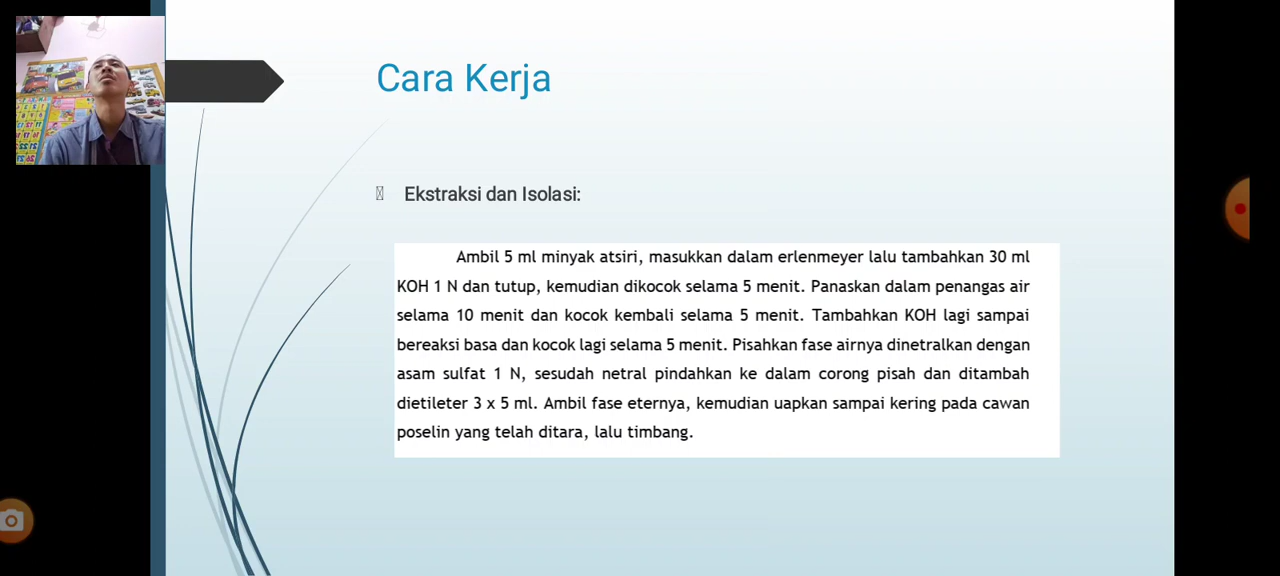 Cara Kerja
Ekstraksi dan Isolasi:
Ambil 5 ml minyak atsiri, masukkan dalam erlenmeyer lalu tambahkan 30 ml
KOH 1 N dan tutup, kemudian dikocok selama 5 menit. Panaskan dalam penangas air
selama 10 menit dan kocok kembali selama 5 menit. Tambahkan KOH lagi sampai
bereaksi basa dan kocok lagi selama 5 menit. Pisahkan fase airnya dinetralkan dengan
asam sulfat 1 N, sesudah netral pindahkan ke dalam corong pisah dan ditambah
dietileter 3 x 5 ml. Ambil fase eternya, kemudian uapkan sampai kering pada cawan
poselin yang telah ditara, lalu timbang.